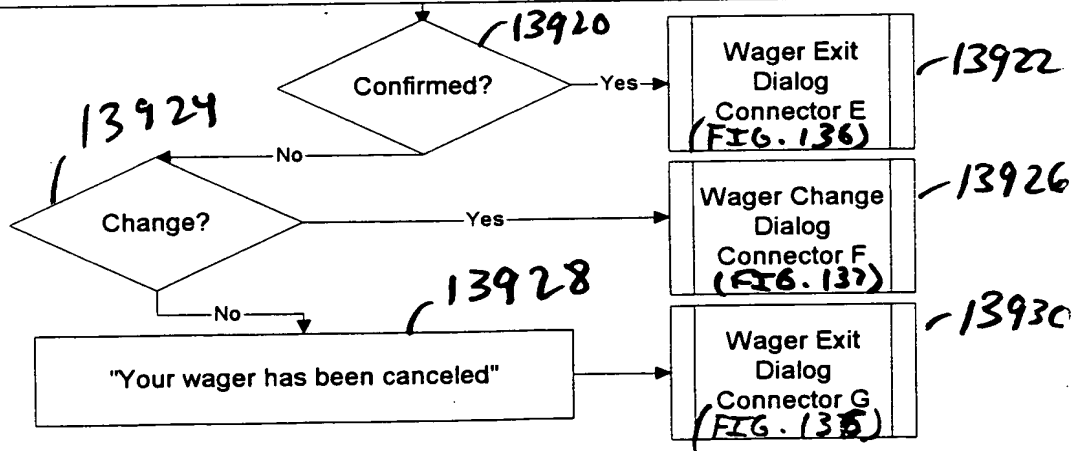 13920
Confirmed?
Yes
Wager Exit
Dialog
Connector E
(FIG. 136)
13922
13924
No
Change?
Yes
Wager Change
Dialog
Connector F
(FIG. 137)
13926
No
13928
"Your wager has been canceled"
Wager Exit
Dialog
Connector G
(FIG.
13930